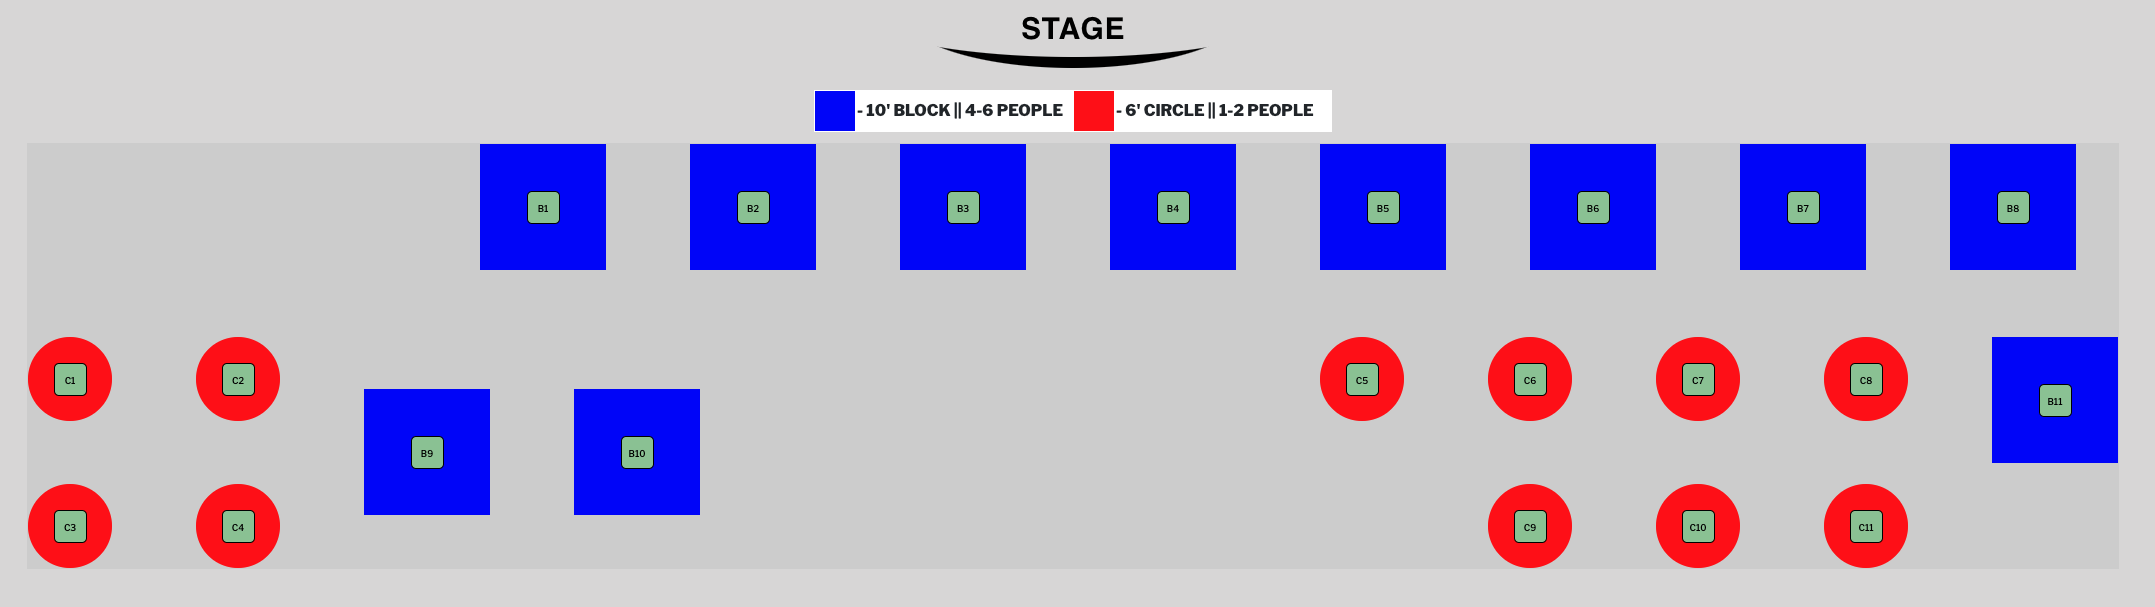 STAGE
- 10' BLOCK || 4-6 PEOPLE - 6' CIRCLE || 1-2 PEOPLE
B1 B2 B3 B4 B5 B6 B7 B8
C1 C2 C5 C6 C7 C8
B11
B9 B10
C3 C4 C9 C10 C11